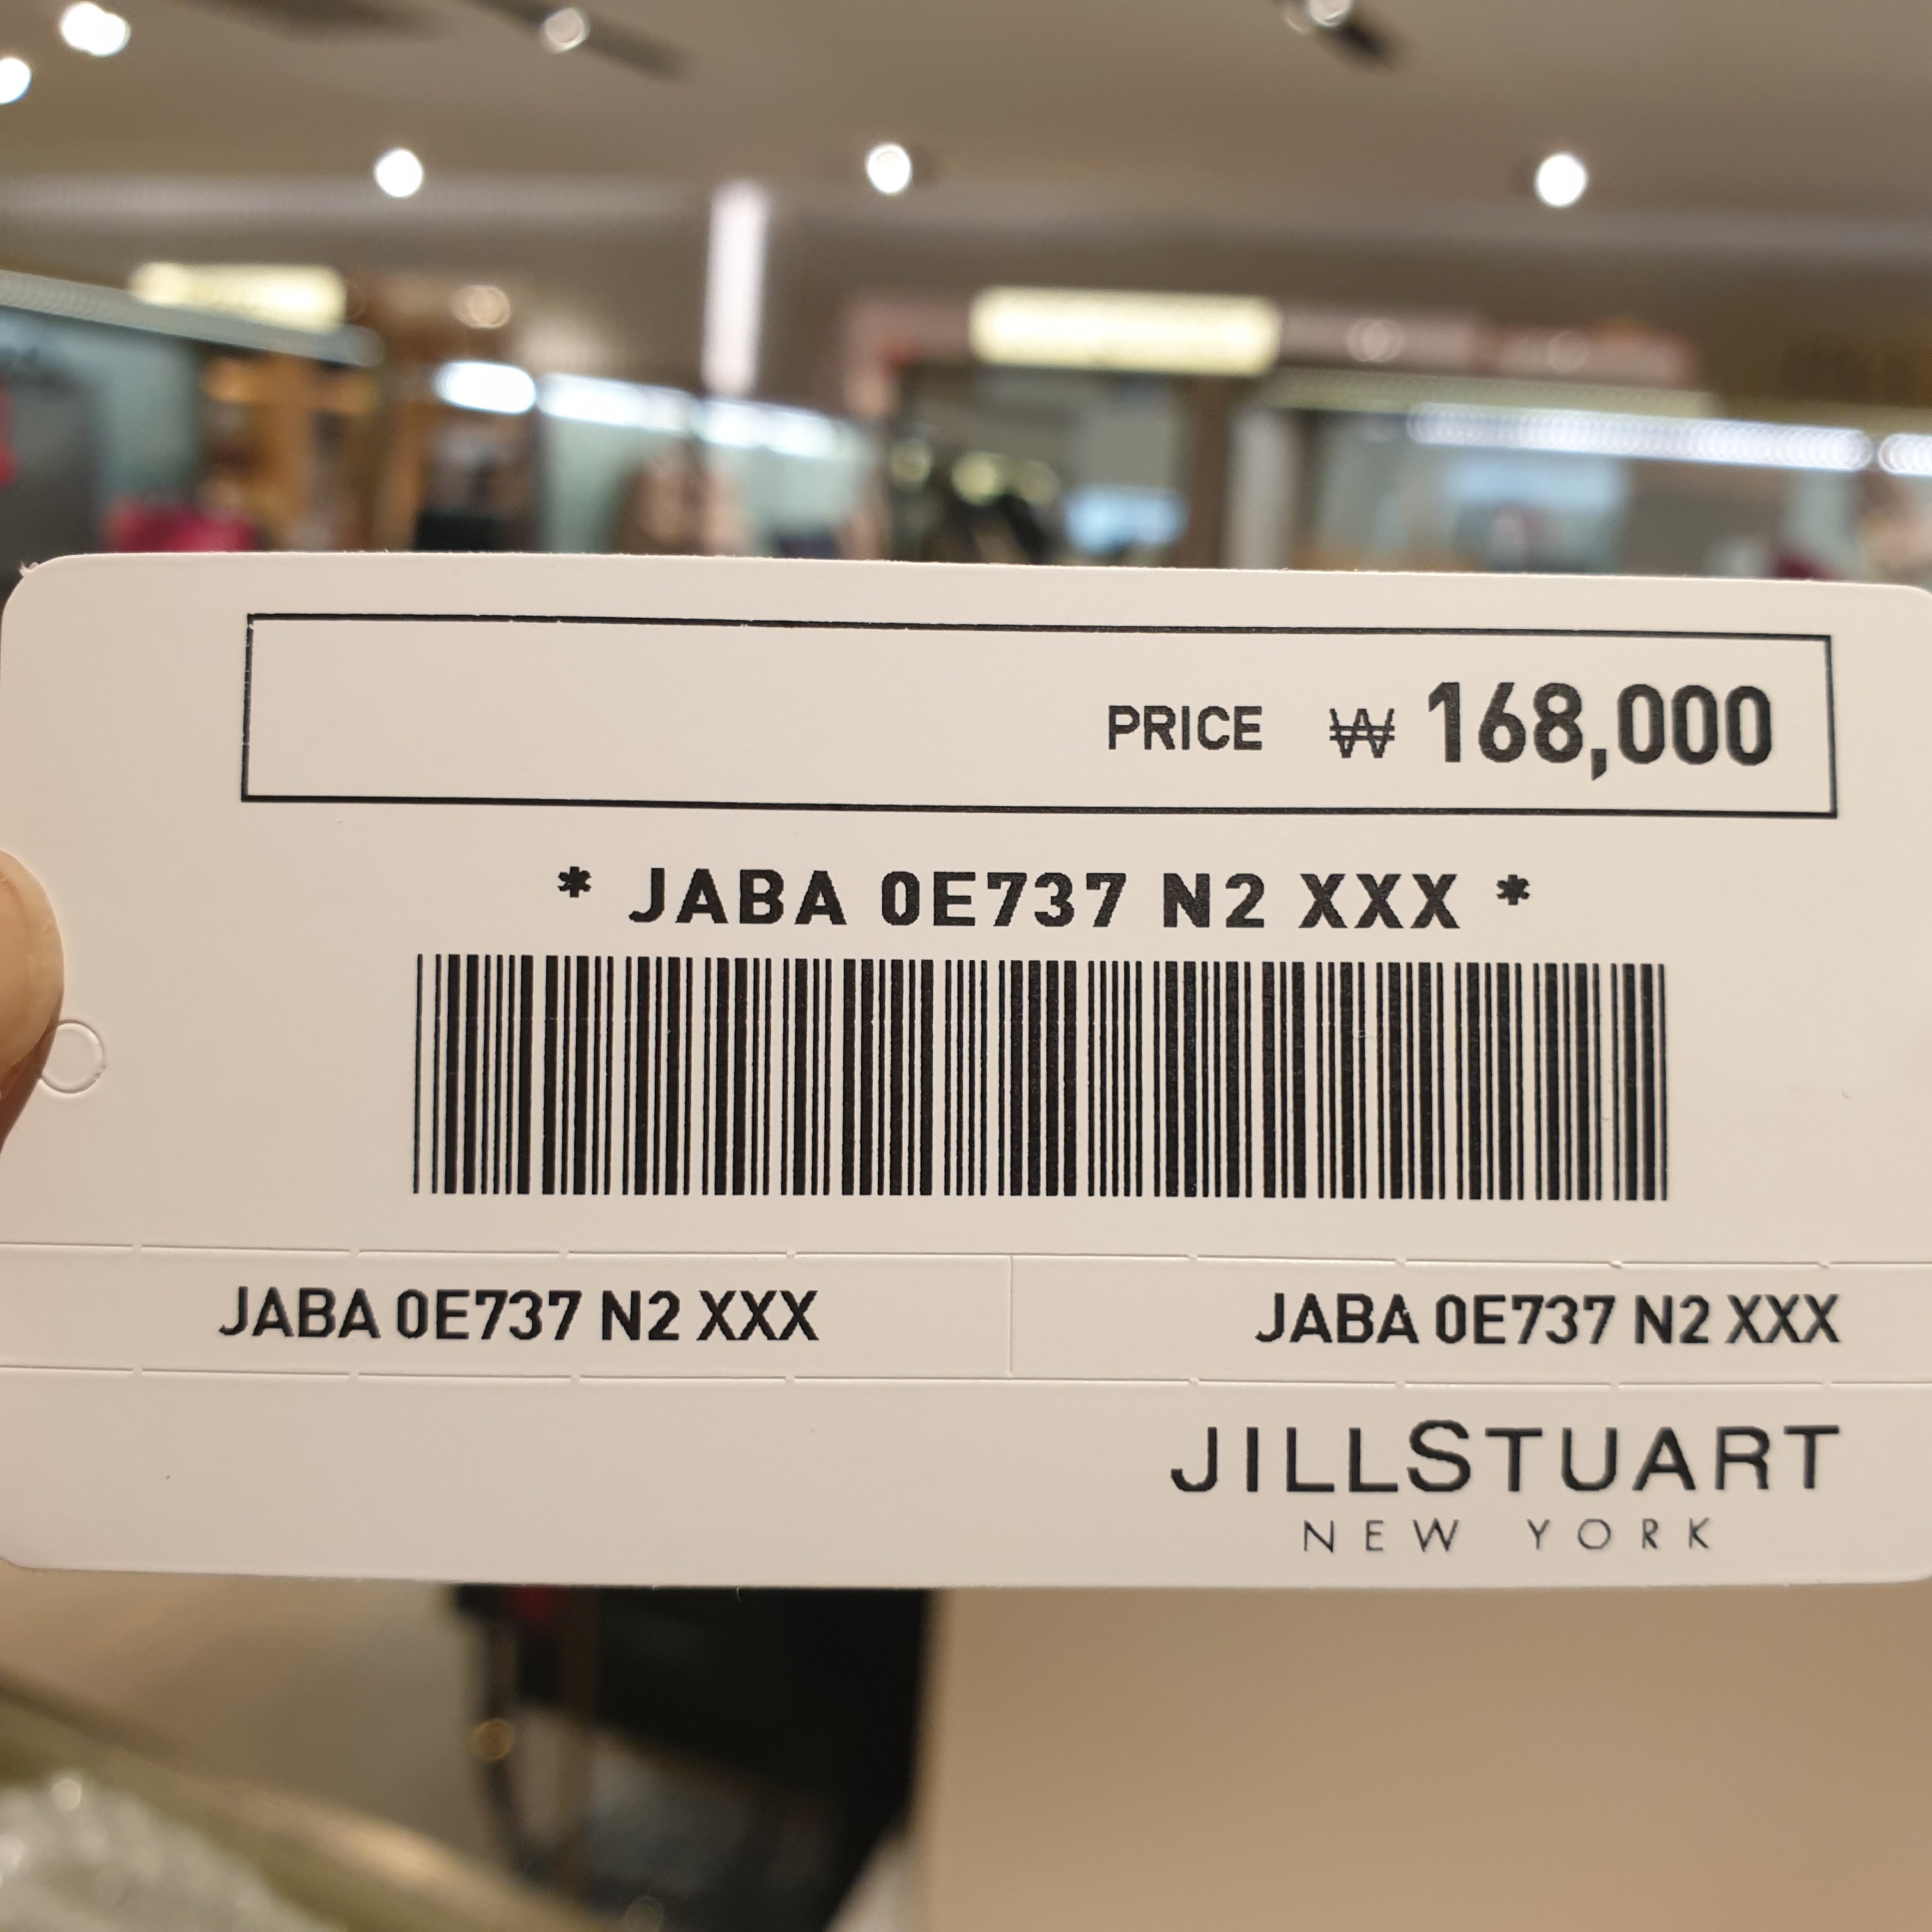 PRICE ₩ 168,000
* JABA 0E737 N2 XXX *
JABA 0E737 N2 XXX
JABA 0E737 N2 XXX
JILLSTUART
NEW YORK